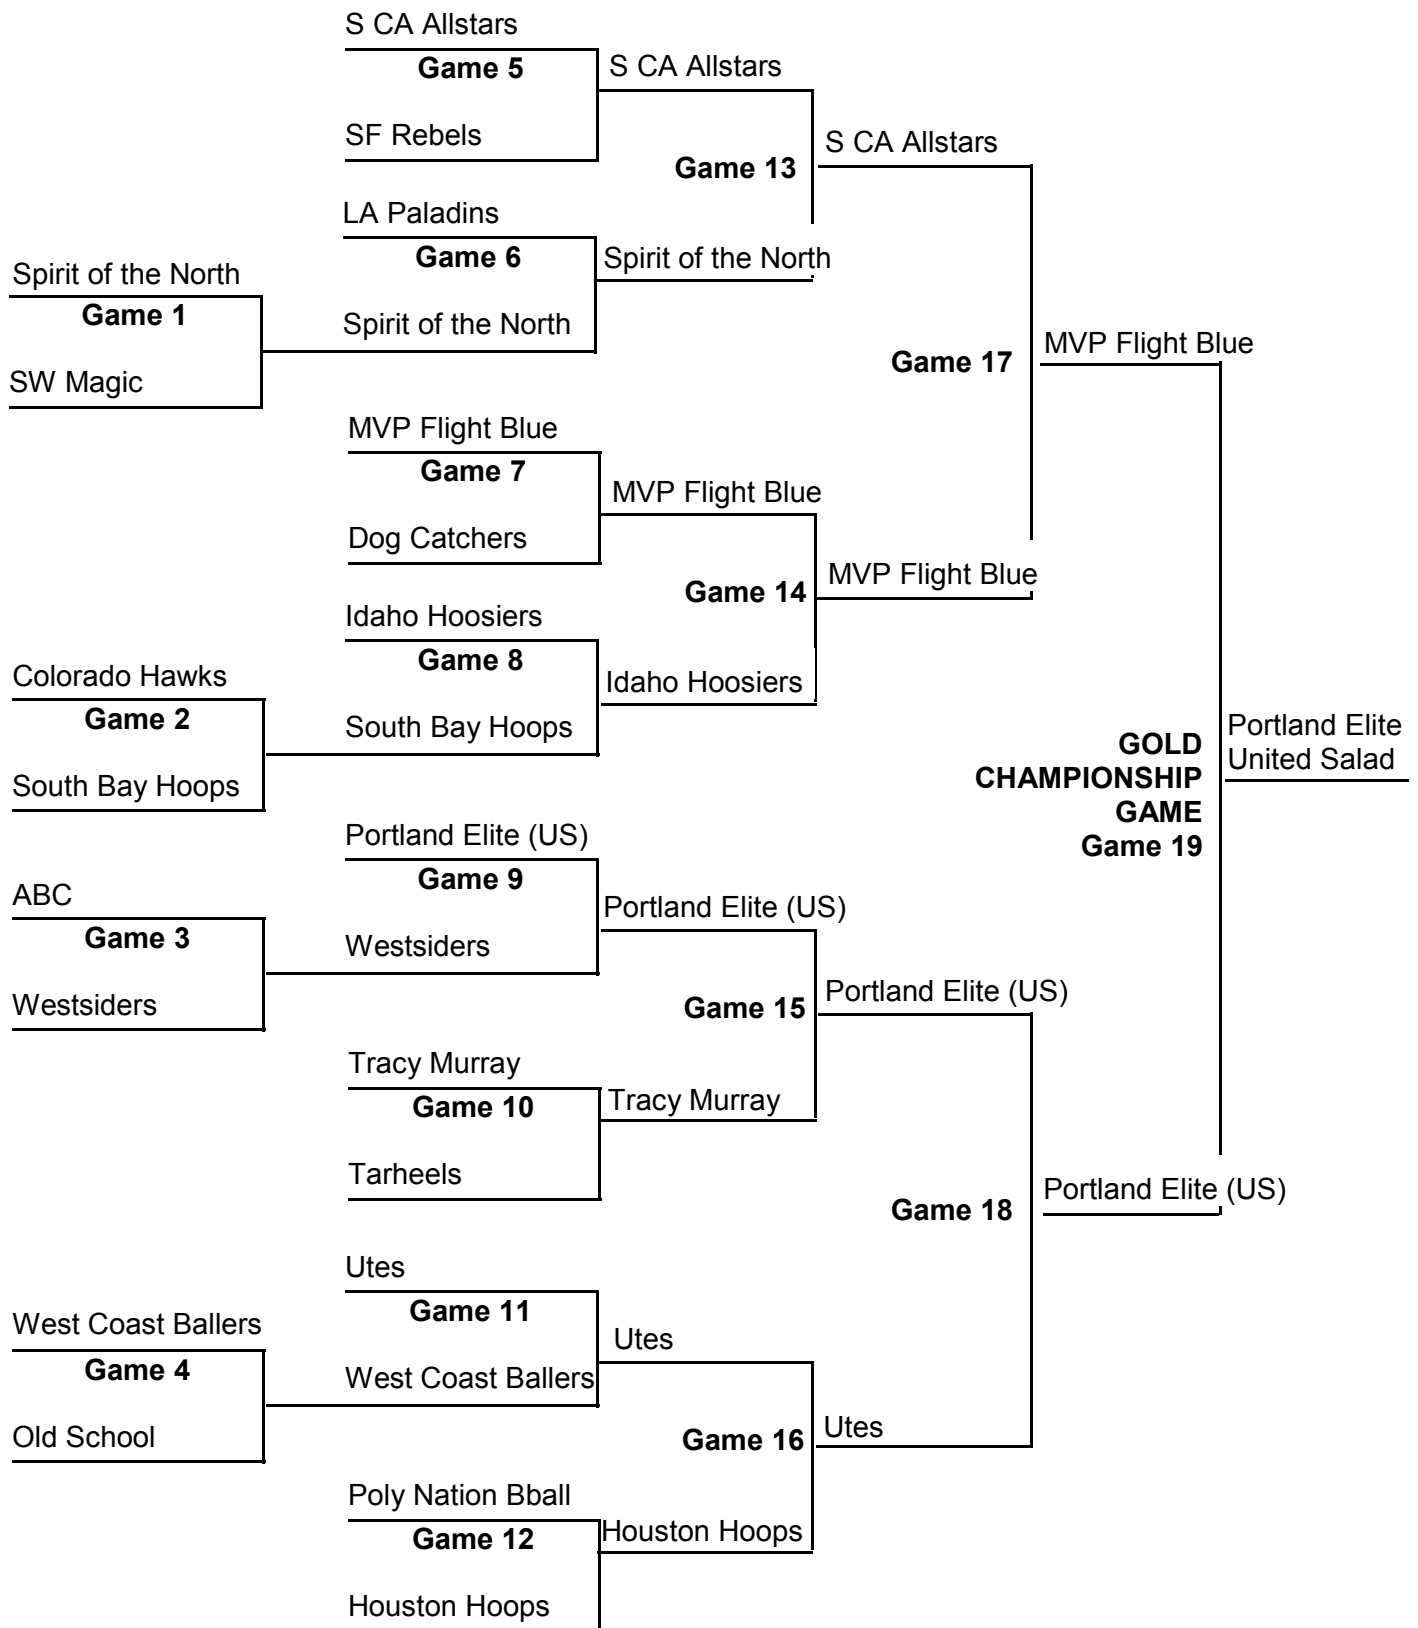 S CA Allstars
Game 5
S CA Allstars
SF Rebels
S CA Allstars
Game 13
LA Paladins
Game 6
Spirit of the North
Spirit of the North
Game 1
Spirit of the North
SW Magic
MVP Flight Blue
Game 17
MVP Flight Blue
Game 7
MVP Flight Blue
Dog Catchers
MVP Flight Blue
Game 14
Idaho Hoosiers
Game 8
Idaho Hoosiers
Colorado Hawks
Game 2
South Bay Hoops
South Bay Hoops
Portland Elite
United Salad
GOLD
CHAMPIONSHIP
GAME
Game 19
Portland Elite (US)
Game 9
Portland Elite (US)
ABC
Game 3
Westsiders
Westsiders
Portland Elite (US)
Game 15
Tracy Murray
Game 10
Tracy Murray
Tarheels
Portland Elite (US)
Game 18
Utes
Game 11
Utes
West Coast Ballers
Game 4
West Coast Ballers
Old School
Utes
Game 16
Poly Nation Bball
Game 12
Houston Hoops
Houston Hoops